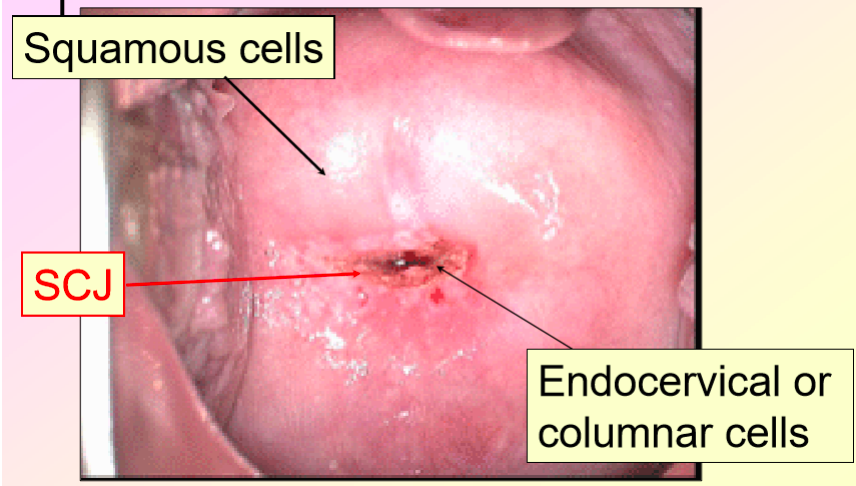 Squamous cells
SCJ
Endocervical or
columnar cells